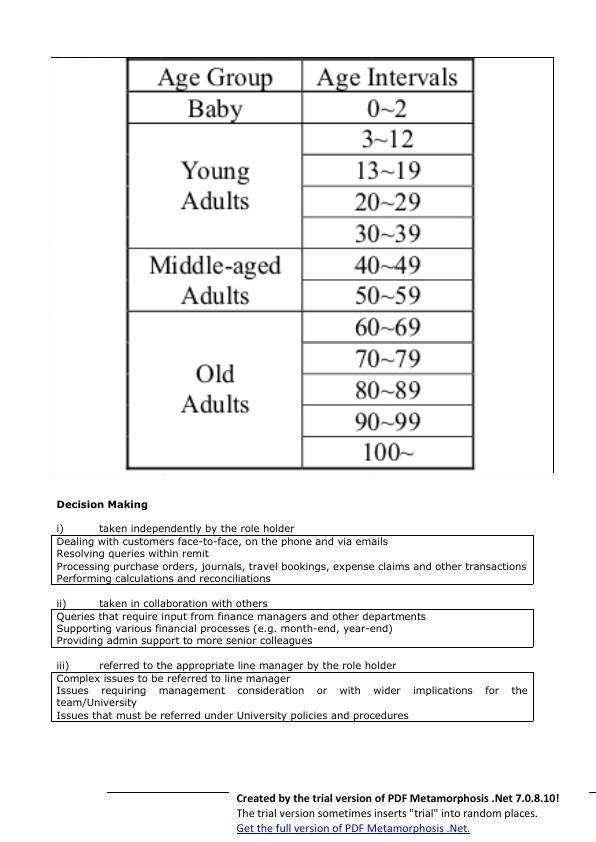 Age Group Age Intervals
Baby 0~2
3~12
Young 13~19
Adults 20~29
30~39
Middle-aged 40~49
Adults 50~59
60~69
70~79
Old
Adults 80~89
90~99
100~
Decision Making
i) taken independently by the role holder
Dealing with customers face-to-face, on the phone and via emails
Resolving queries within remit
Processing purchase orders, journals, travel bookings, expense claims and other transactions
Performing calculations and reconciliations
ii) taken in collaboration with others
Queries that require input from finance managers and other departments
Supporting various financial processes (e.g. month-end, year-end)
Providing admin support to more senior colleagues
iii) referred to the appropriate line manager by the role holder
Complex issues to be referred to line manager
Issues requiring management consideration or with wider implications for the
team/University
Issues that must be referred under University policies and procedures
Created by the trial version of PDF Metamorphosis .Net 7.0.8.10!
The trial version sometimes inserts "trial" into random places.
Get the full version of PDF Metamorphosis .Net.